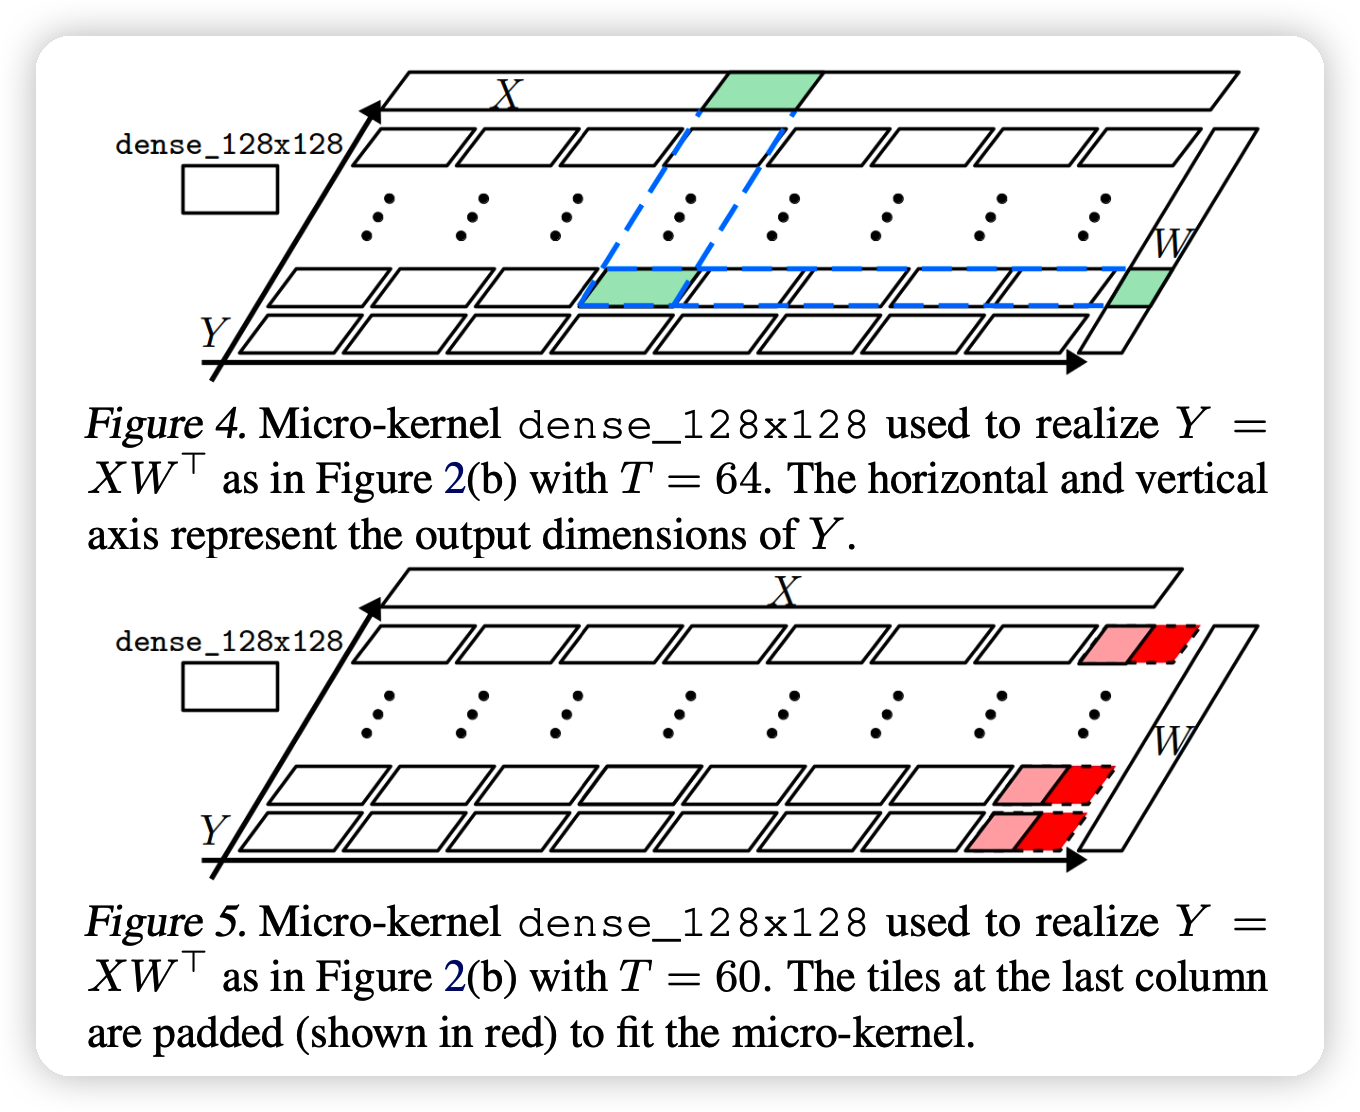 X
dense_128x128
W
Y
Figure 4. Micro-kernel dense_128x128 used to realize Y =
XW⊤ as in Figure 2(b) with T = 64. The horizontal and vertical
axis represent the output dimensions of Y.
X
dense_128x128
W
Y
Figure 5. Micro-kernel dense_128x128 used to realize Y =
XW⊤ as in Figure 2(b) with T = 60. The tiles at the last column
are padded (shown in red) to fit the micro-kernel.